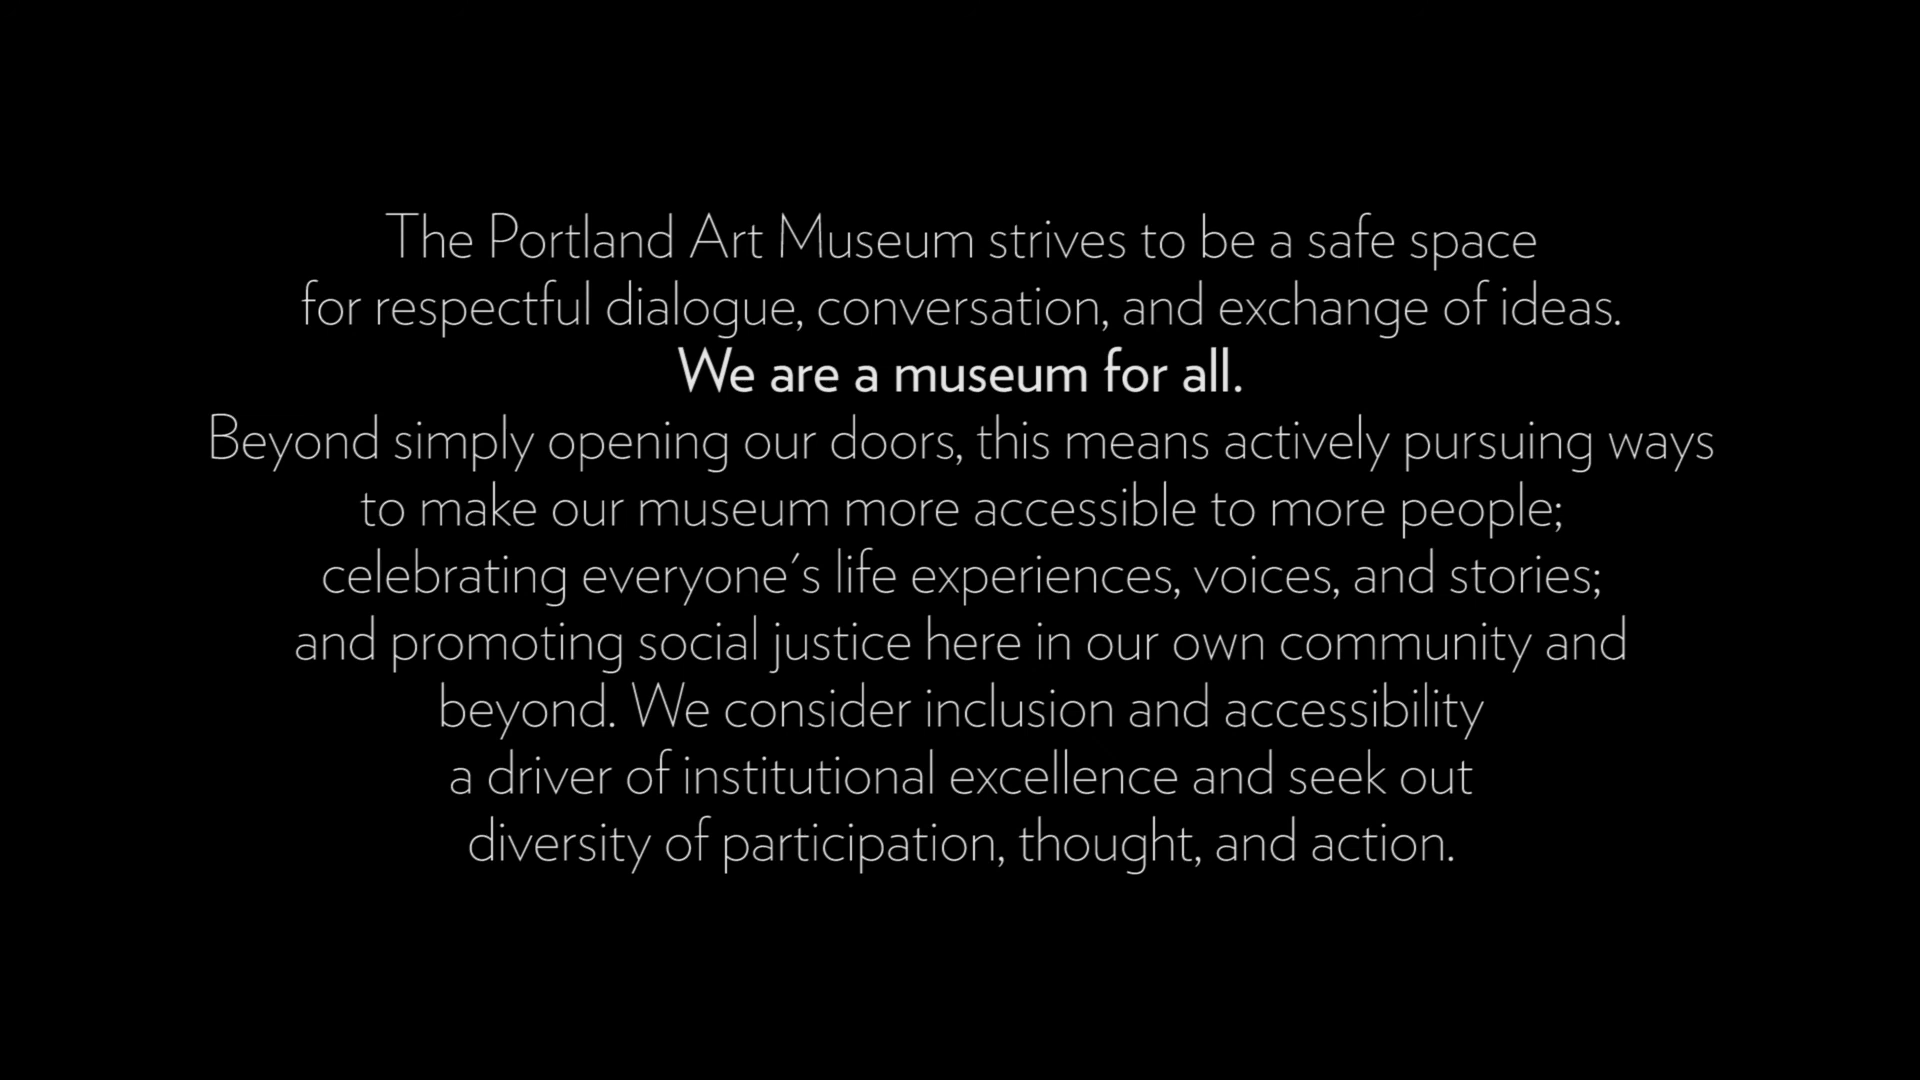 The Portland Art Museum strives to be a safe space
for respectful dialogue, conversation, and exchange of ideas.
We are a museum for all.
Beyond simply opening our doors, this means actively pursuing ways
to make our museum more accessible to more people;
celebrating everyone's life experiences, voices, and stories;
and promoting social justice here in our own community and
beyond. We consider inclusion and accessibility
a driver of institutional excellence and seek out
diversity of participation, thought, and action.